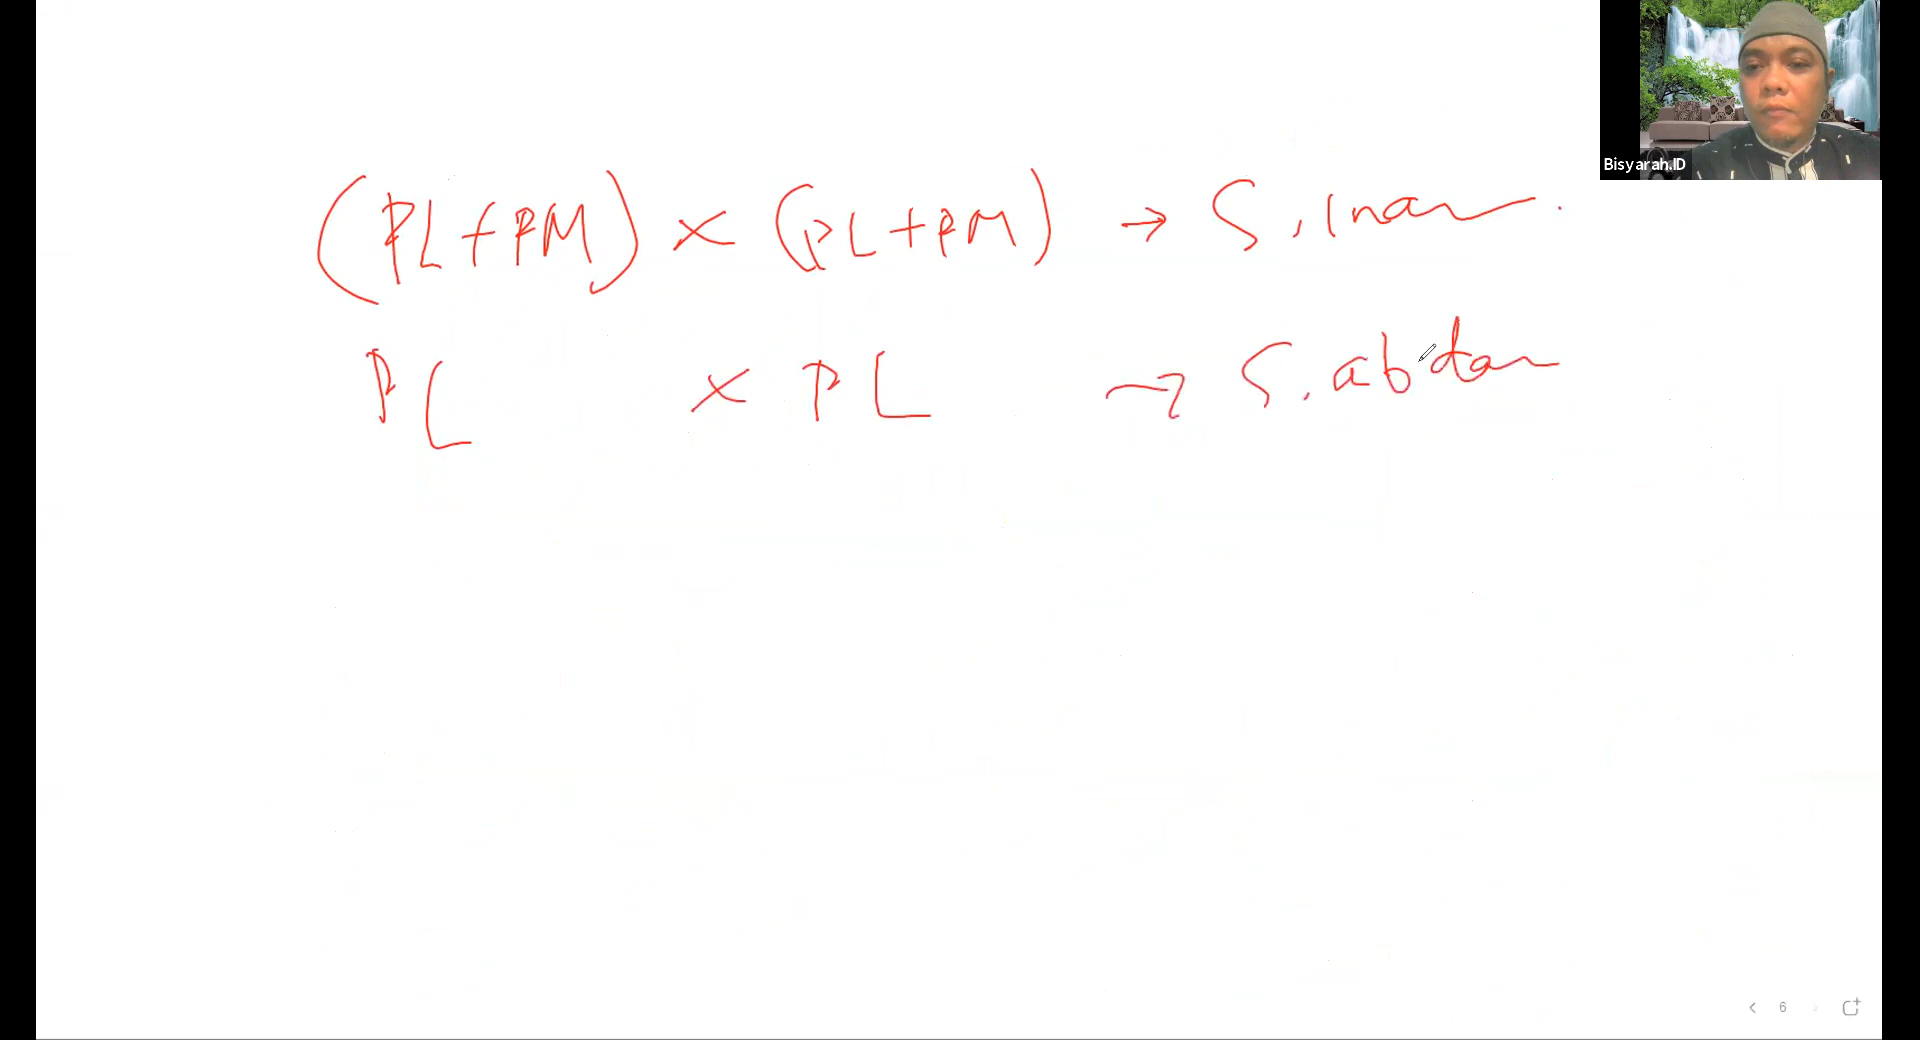 (PL+PM) × (PL+PM) → S. Inan.
PL × PL → S. abdan
Bisyarah.ID
6